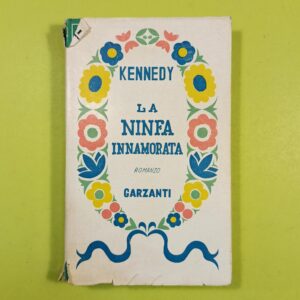 KENNEDY
LA
NINFA
INNAMORATA
ROMANZO
GARZANTI